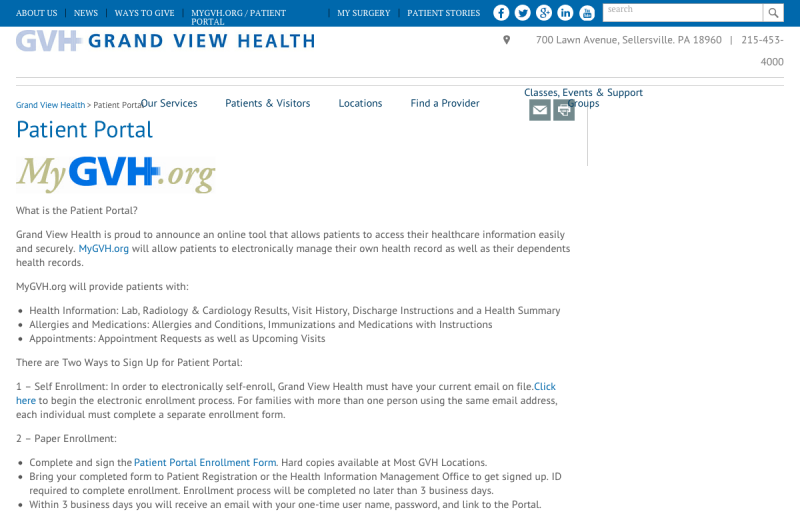 ABOUT US | NEWS | WAYS TO GIVE | MYGVH.ORG / PATIENT PORTAL | MY SURGERY | PATIENT STORIES
search
GVH GRAND VIEW HEALTH
700 Lawn Avenue, Sellersville. PA 18960 | 215-453-
4000
Our Services Patients & Visitors Locations Find a Provider Classes, Events & Support Groups
Grand View Health > Patient Portal
Patient Portal
MyGVH.org
What is the Patient Portal?
Grand View Health is proud to announce an online tool that allows patients to access their healthcare information easily
and securely. MyGVH.org will allow patients to electronically manage their own health record as well as their dependents
health records.
MyGVH.org will provide patients with:
• Health Information: Lab, Radiology & Cardiology Results, Visit History, Discharge Instructions and a Health Summary
• Allergies and Medications: Allergies and Conditions, Immunizations and Medications with Instructions
• Appointments: Appointment Requests as well as Upcoming Visits
There are Two Ways to Sign Up for Patient Portal:
1 – Self Enrollment: In order to electronically self-enroll, Grand View Health must have your current email on file.Click
here to begin the electronic enrollment process. For families with more than one person using the same email address,
each individual must complete a separate enrollment form.
2 – Paper Enrollment:
• Complete and sign the Patient Portal Enrollment Form. Hard copies available at Most GVH Locations.
• Bring your completed form to Patient Registration or the Health Information Management Office to get signed up. ID
required to complete enrollment. Enrollment process will be completed no later than 3 business days.
• Within 3 business days you will receive an email with your one-time user name, password, and link to the Portal.